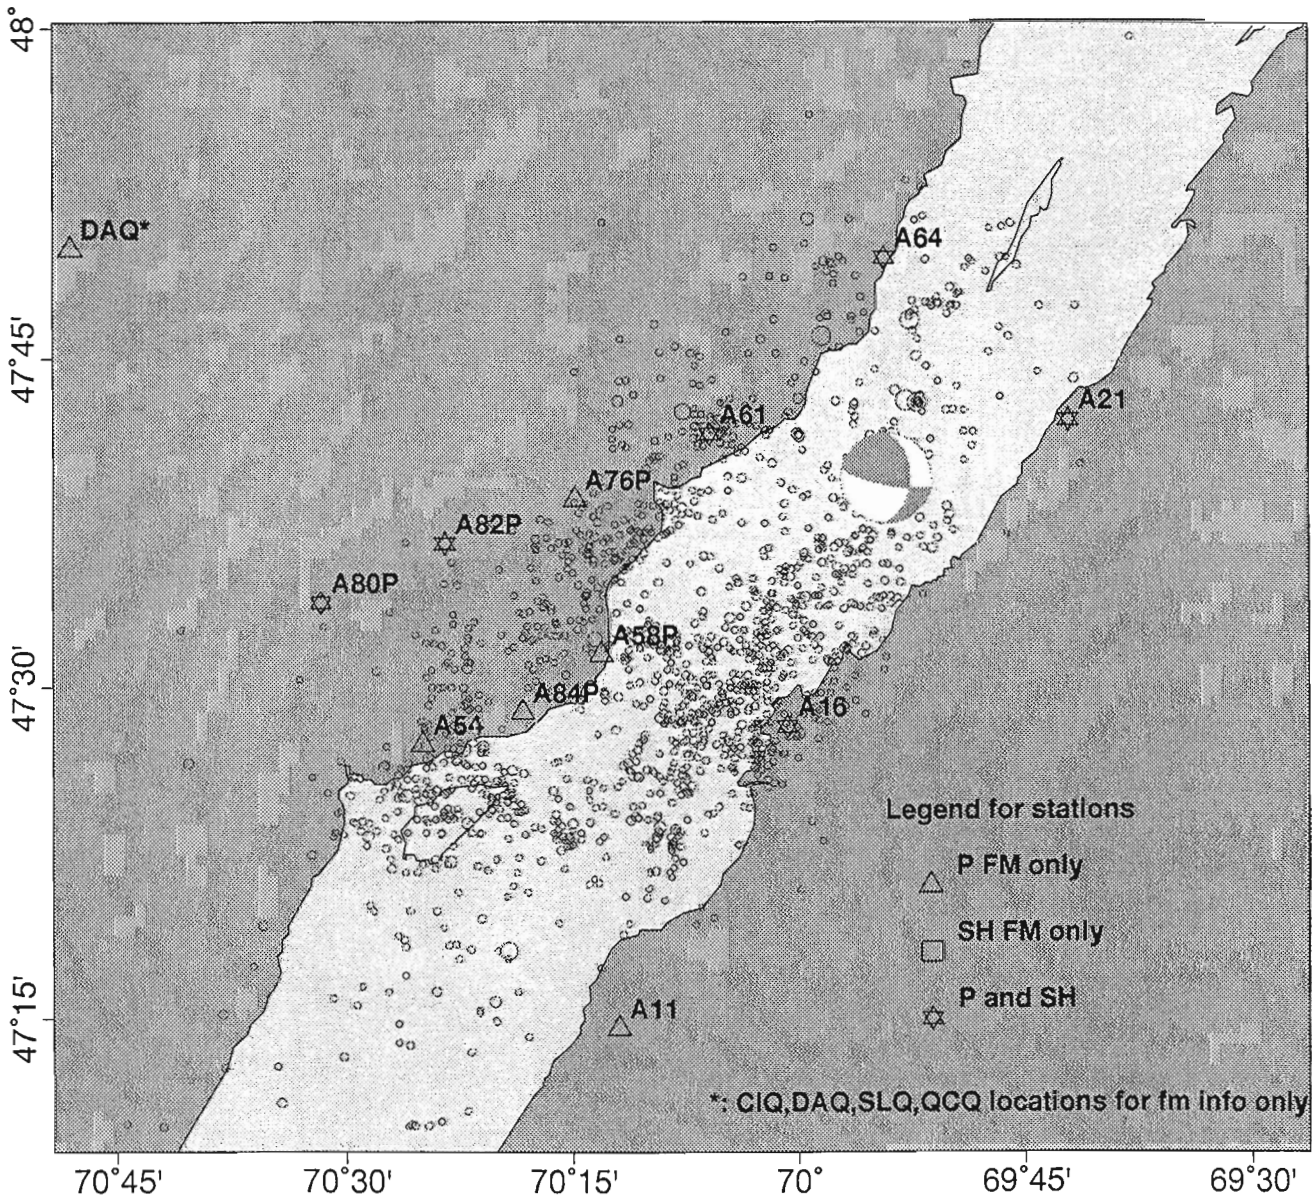 48°
DAQ*
A64
47°45'
A61
A21
A76P
A82P
A80P
A58P
47°30'
A84P
A16
A54
Legend for stations
P FM only
SH FM only
P and SH
47°15'
A11
*: CIQ,DAQ,SLQ,QCQ locations for fm info only
70°45'
70°30'
70°15'
70°
69°45'
69°30'